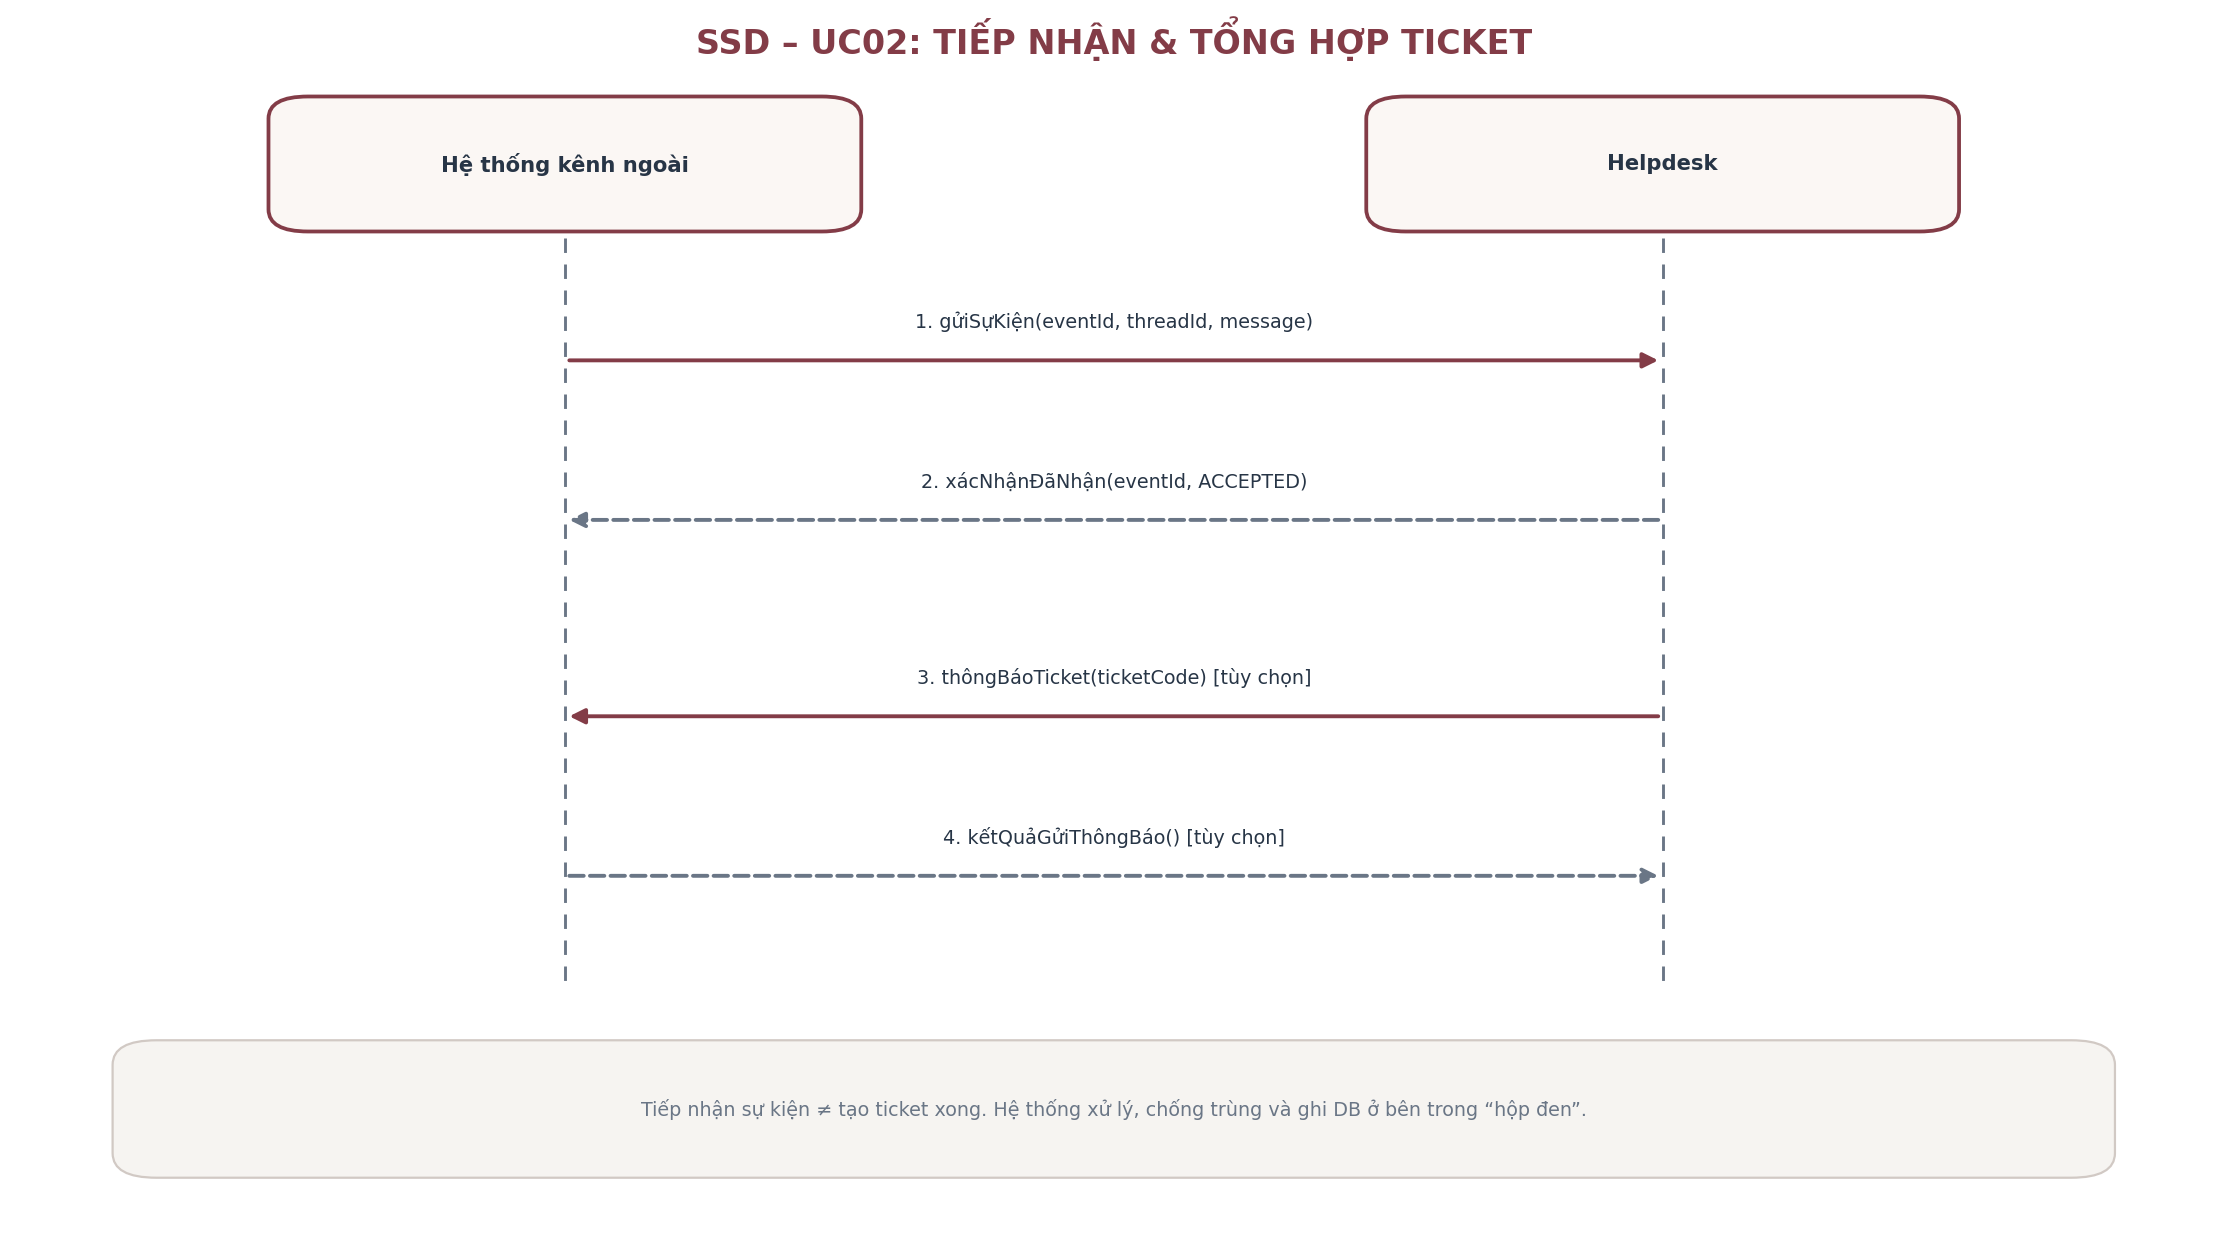 SSD – UC02: TIẾP NHẬN & TỔNG HỢP TICKET
Hệ thống kênh ngoài
Helpdesk
1. gửiSựKiện(eventId, threadId, message)
2. xácNhậnĐãNhận(eventId, ACCEPTED)
3. thôngBáoTicket(ticketCode) [tùy chọn]
4. kếtQuảGửiThôngBáo() [tùy chọn]
Tiếp nhận sự kiện ≠ tạo ticket xong. Hệ thống xử lý, chống trùng và ghi DB ở bên trong “hộp đen”.